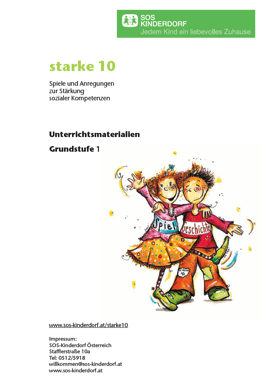 SOS
KINDERDORF
Jedem Kind ein liebevolles Zuhause
starke 10
Spiele und Anregungen
zur Stärkung
sozialer Kompetenzen
Unterrichtsmaterialien
Grundstufe 1
Spiel
Geschichte
www.sos-kinderdorf.at/starke10
Impressum:
SOS-Kinderdorf Österreich
Stafflerstraße 10a
Tel: 0512/5918
willkommen@sos-kinderdorf.at
www.sos-kinderdorf.at